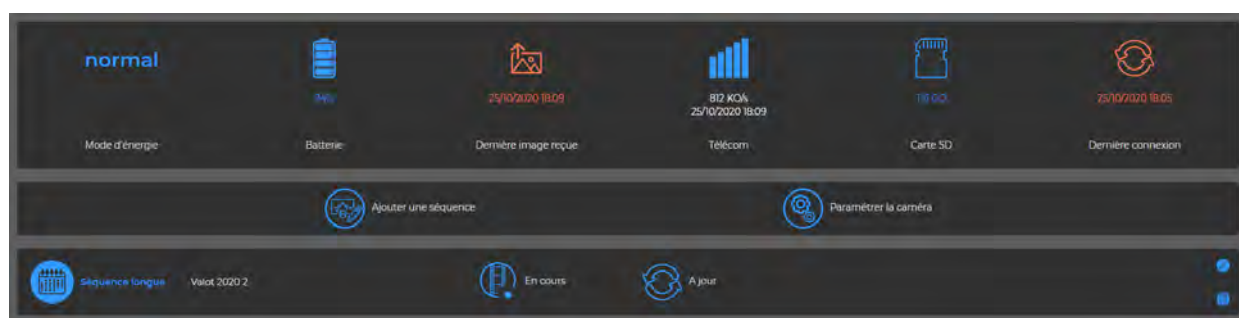 normal
25/10/2020 18:09
812 KO/s
25/10/2020 18:09
25/10/2020 18:05
Mode d'énergie
Batterie
Dernière image reçue
Télécom
Carte SD
Dernière connexion
Ajouter une séquence
Paramétrer la caméra
Séquence longue
Valot 2020 2
En cours
A jour